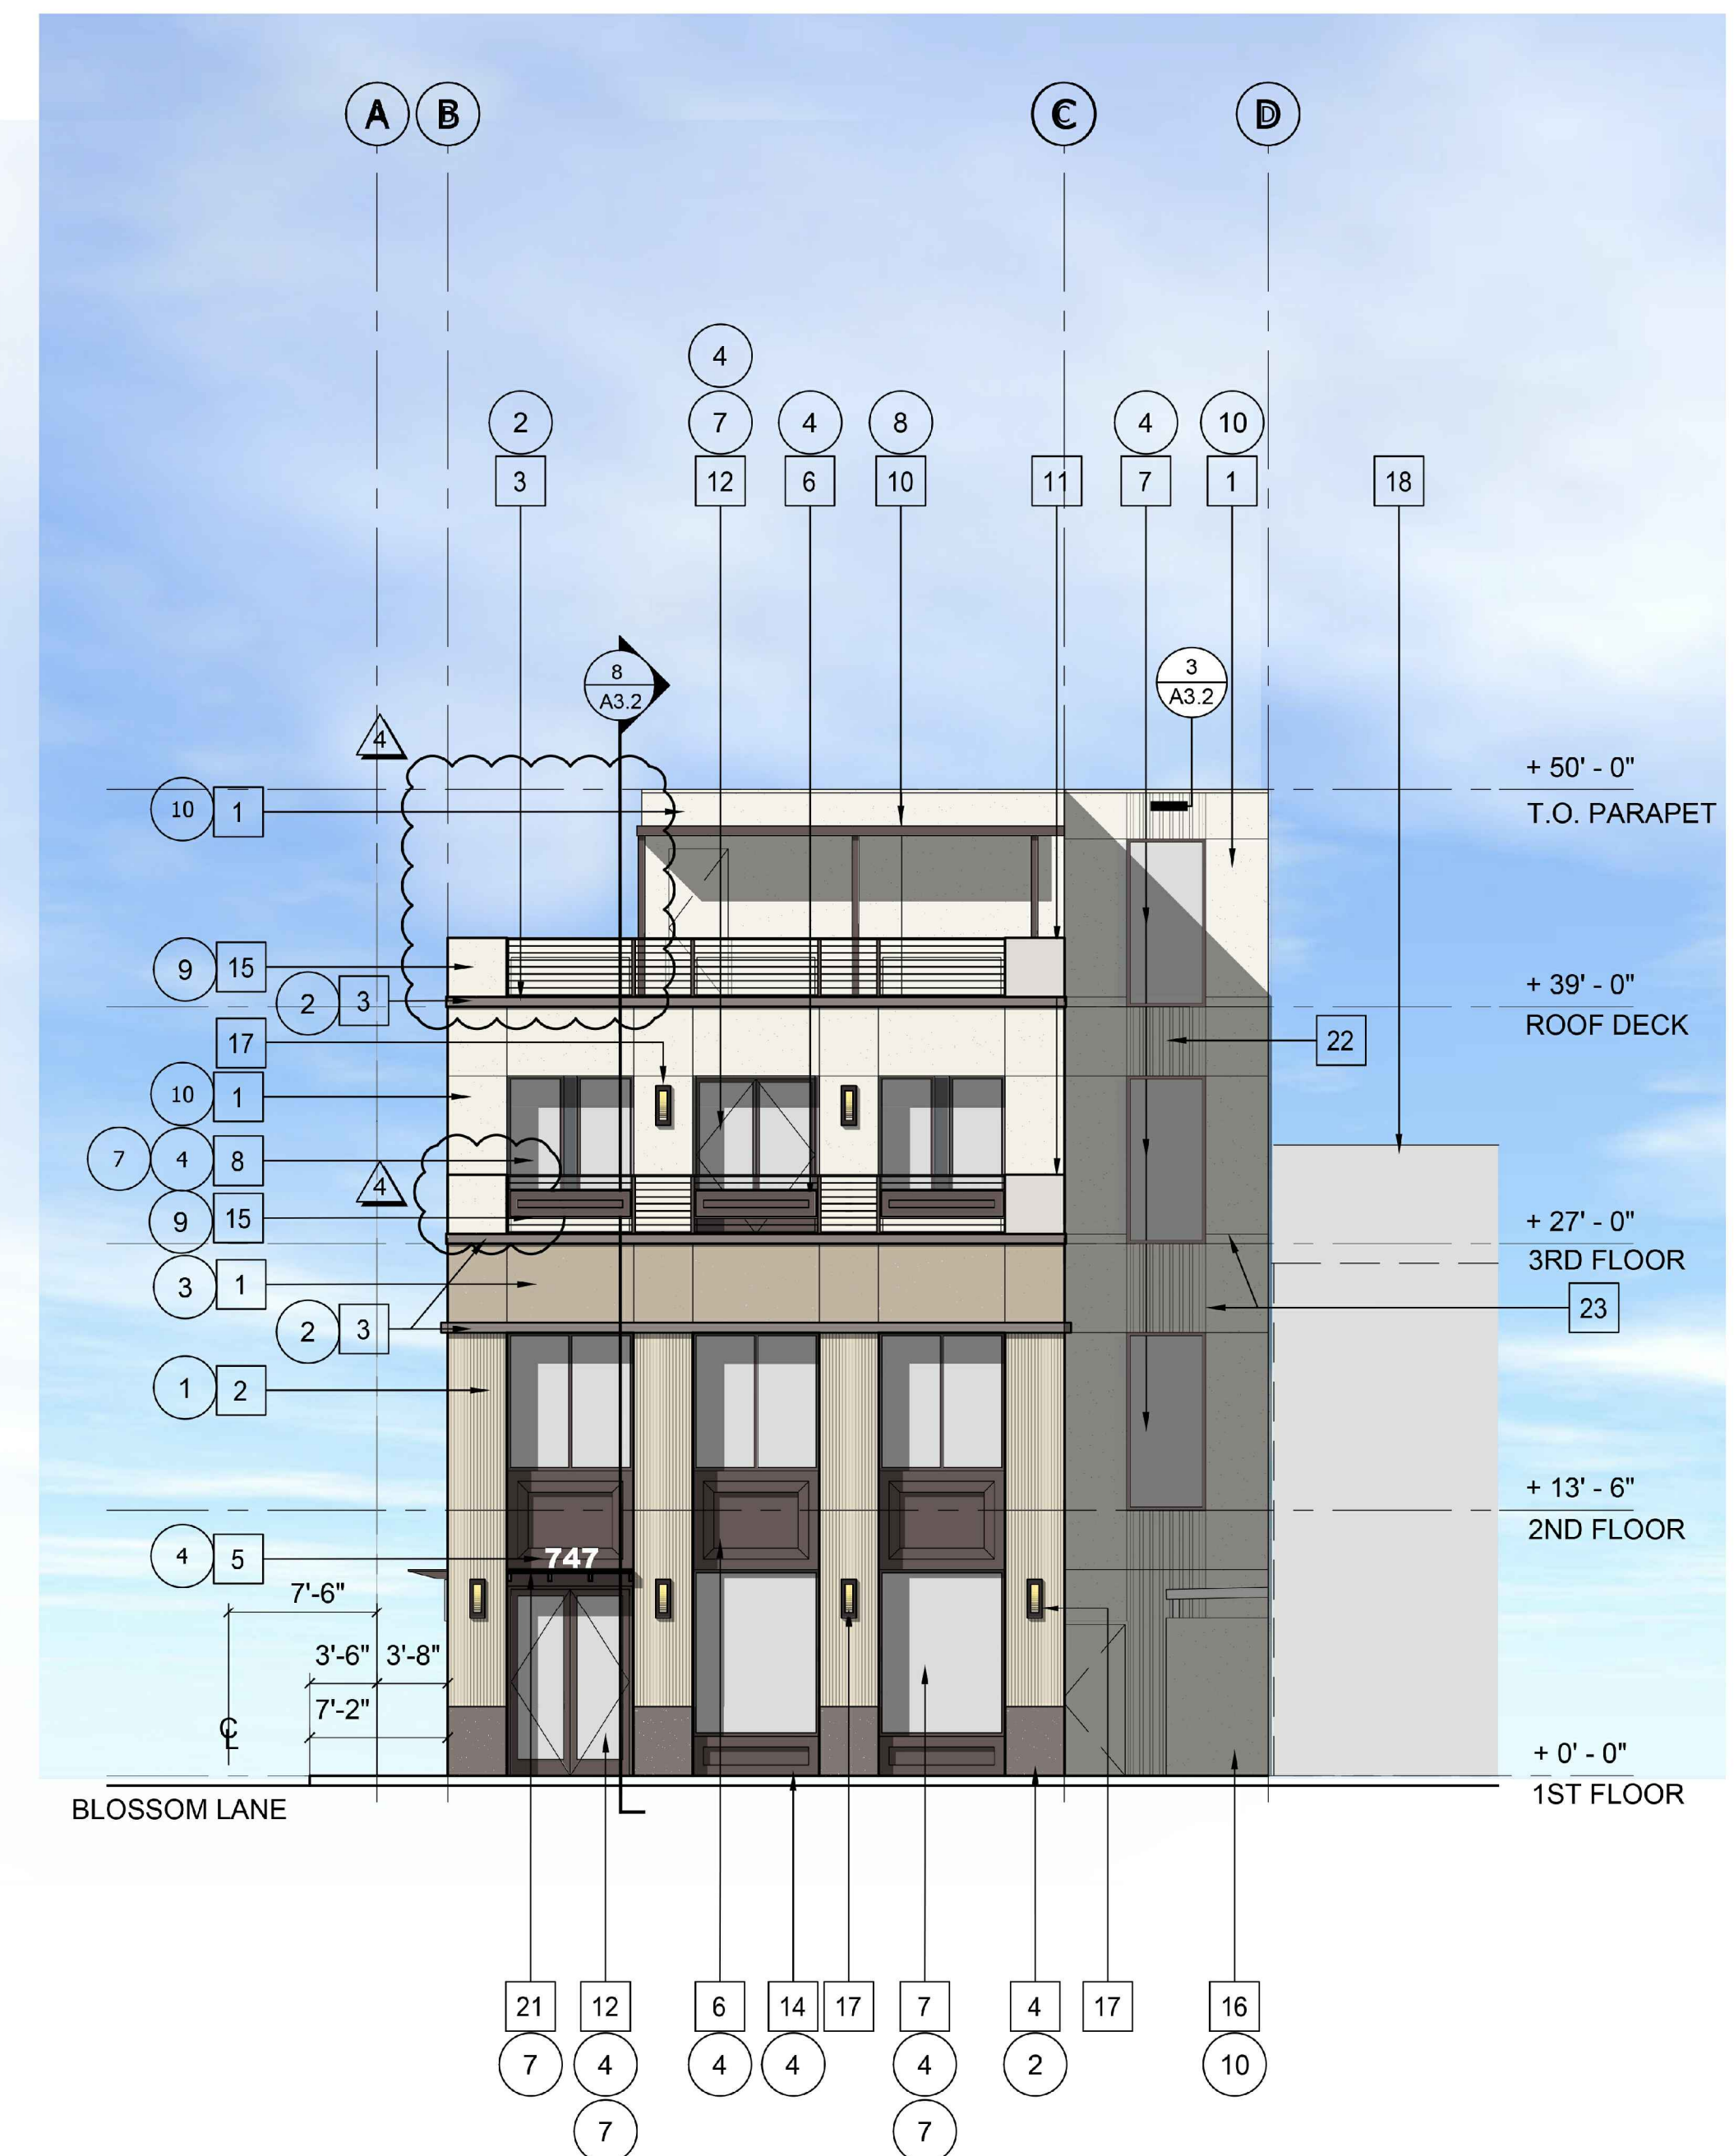 A B C D
4
2 7 4 8 4 10
3 12 6 10 11 7 1 18
8
A3.2
3
A3.2
4
+ 50' - 0"
10 1
T.O. PARAPET
9 15
+ 39' - 0"
2 3
ROOF DECK
17
22
10 1
7 4 8
4
9 15
+ 27' - 0"
3RD FLOOR
3 1
23
2 3
1 2
+ 13' - 6"
2ND FLOOR
4 5
747
7'-6"
3'-6" 3'-8"
7'-2"
CL
+ 0' - 0"
1ST FLOOR
BLOSSOM LANE
21 12 6 14 17 7 4 17 16
7 4 4 4 4 2 10
7 7